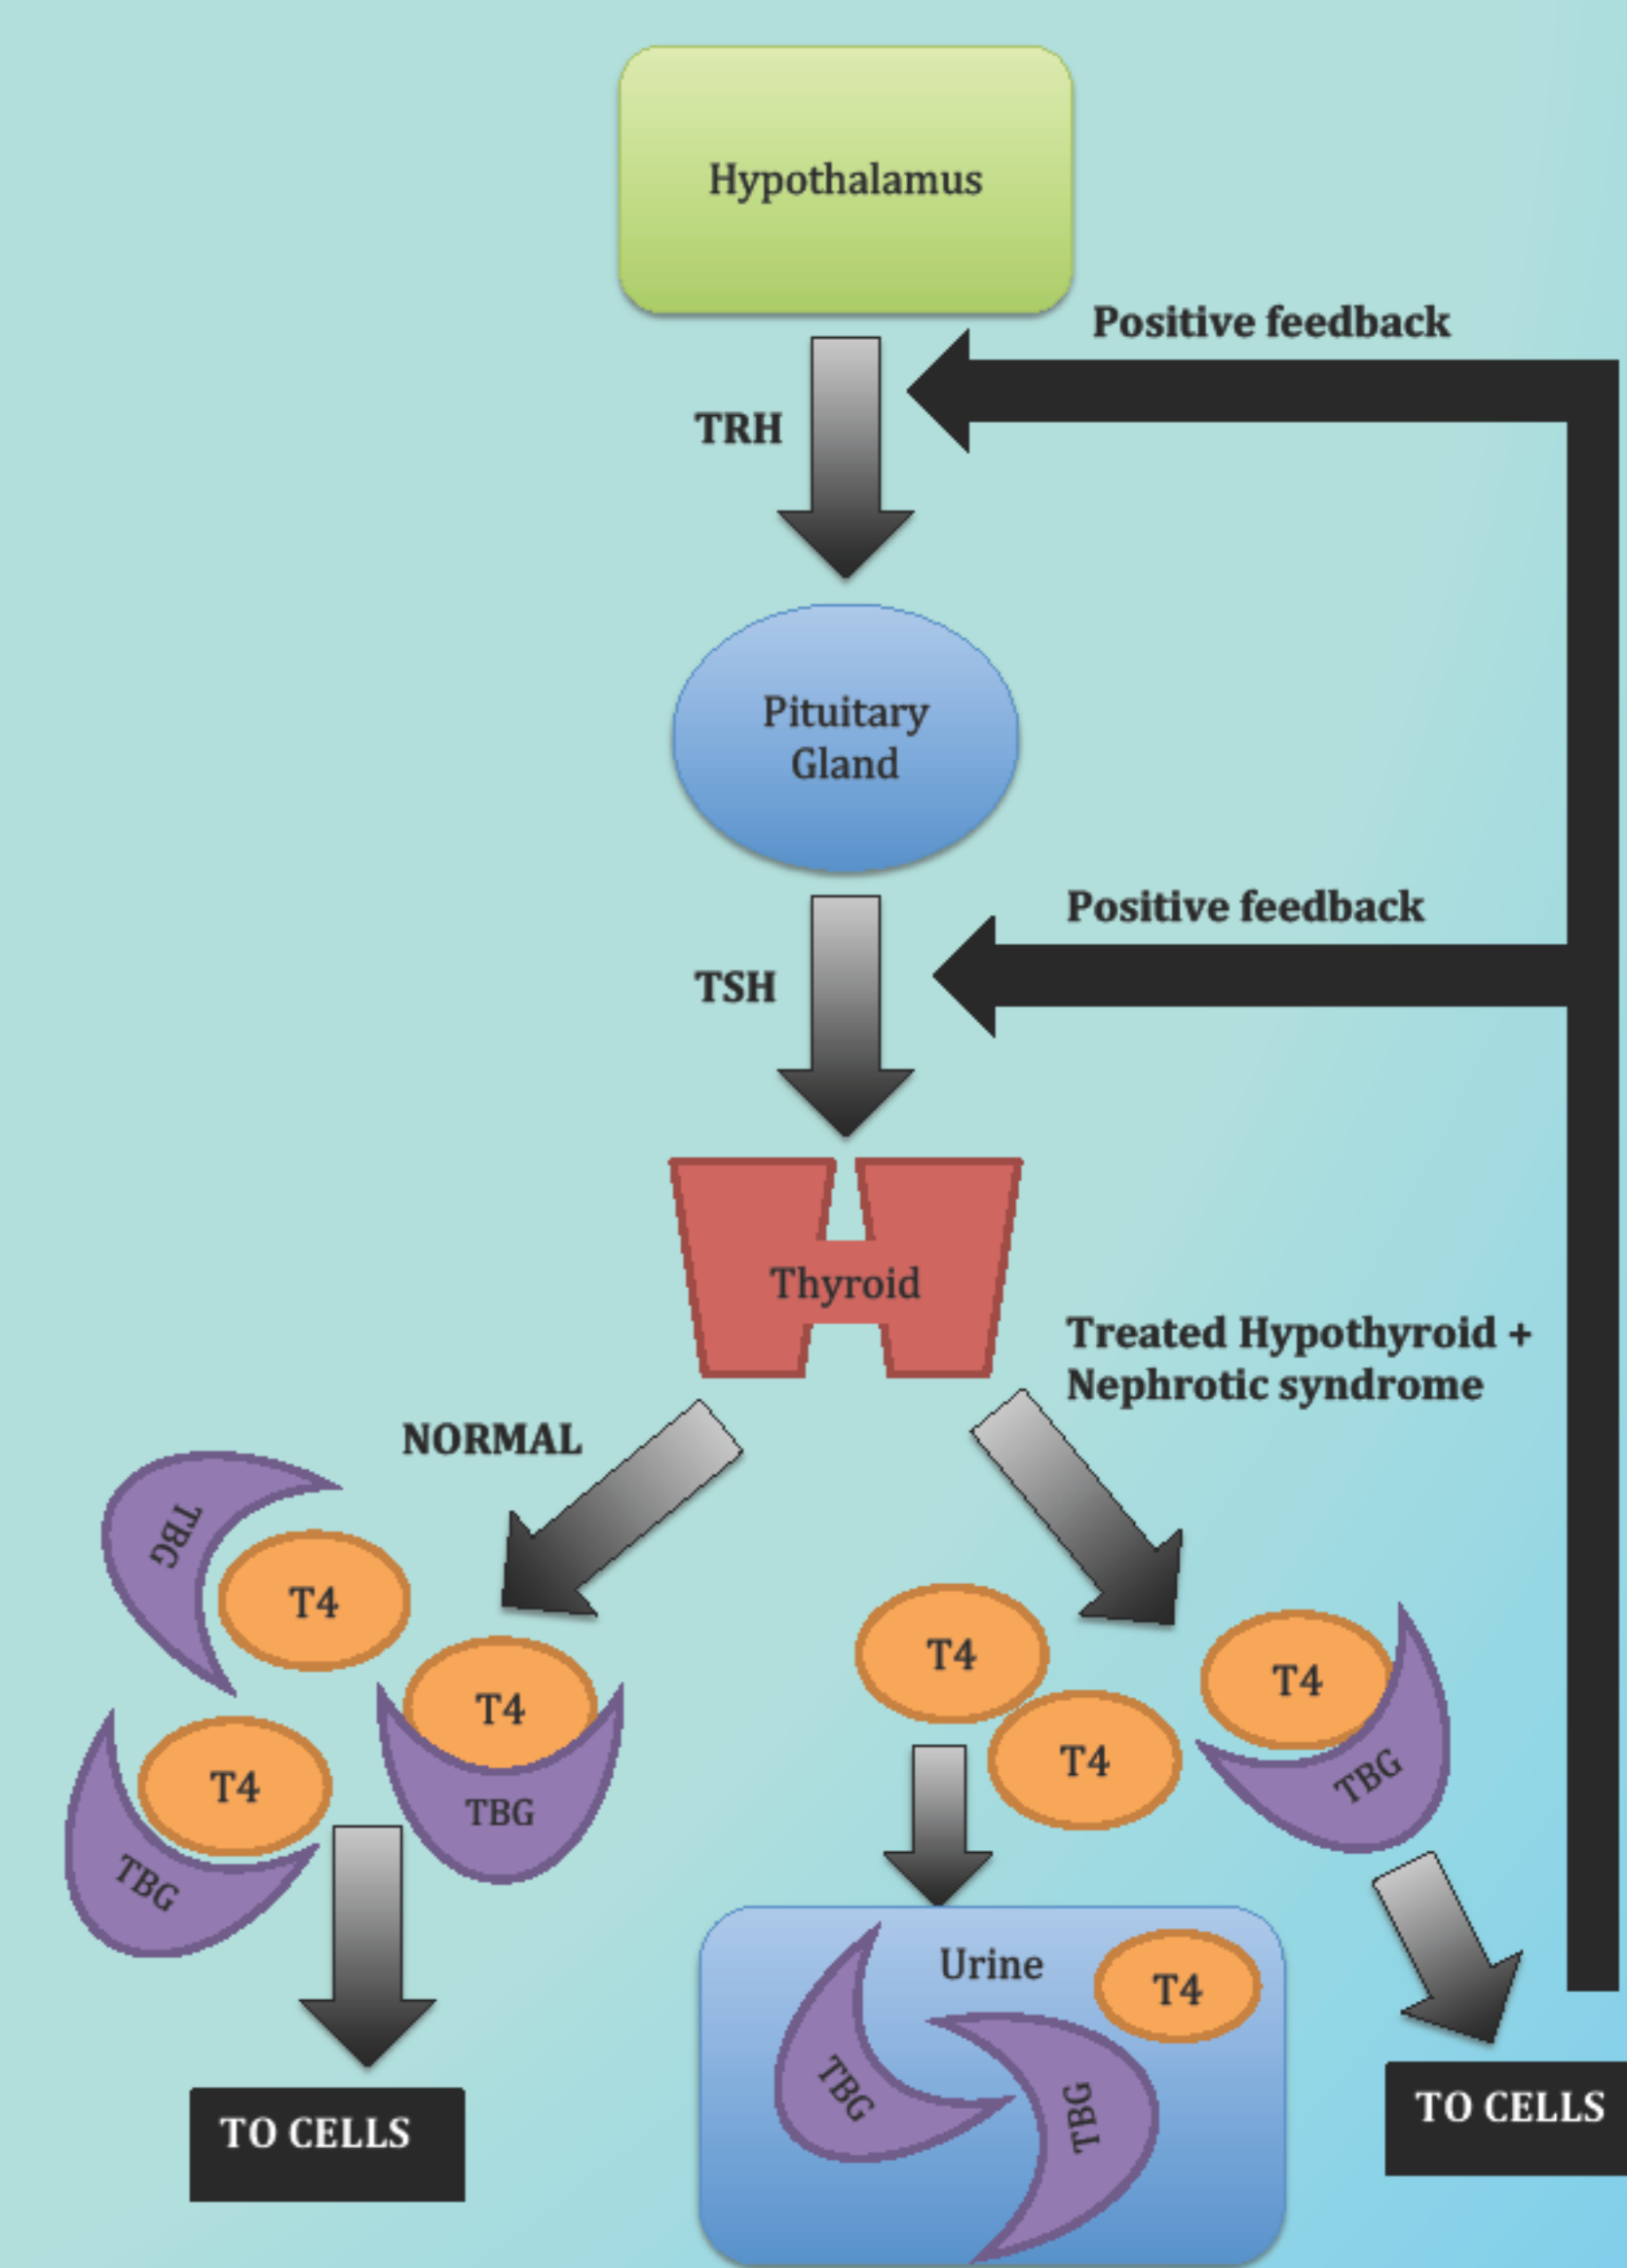 Hypothalamus
Positive feedback
TRH
Pituitary
Gland
Positive feedback
TSH
Thyroid
Treated Hypothyroid +
Nephrotic syndrome
NORMAL
TBG
T4
T4
TBG
T4
TBG
T4
T4
T4
TBG
Urine
T4
TBG
TBG
TO CELLS
TO CELLS